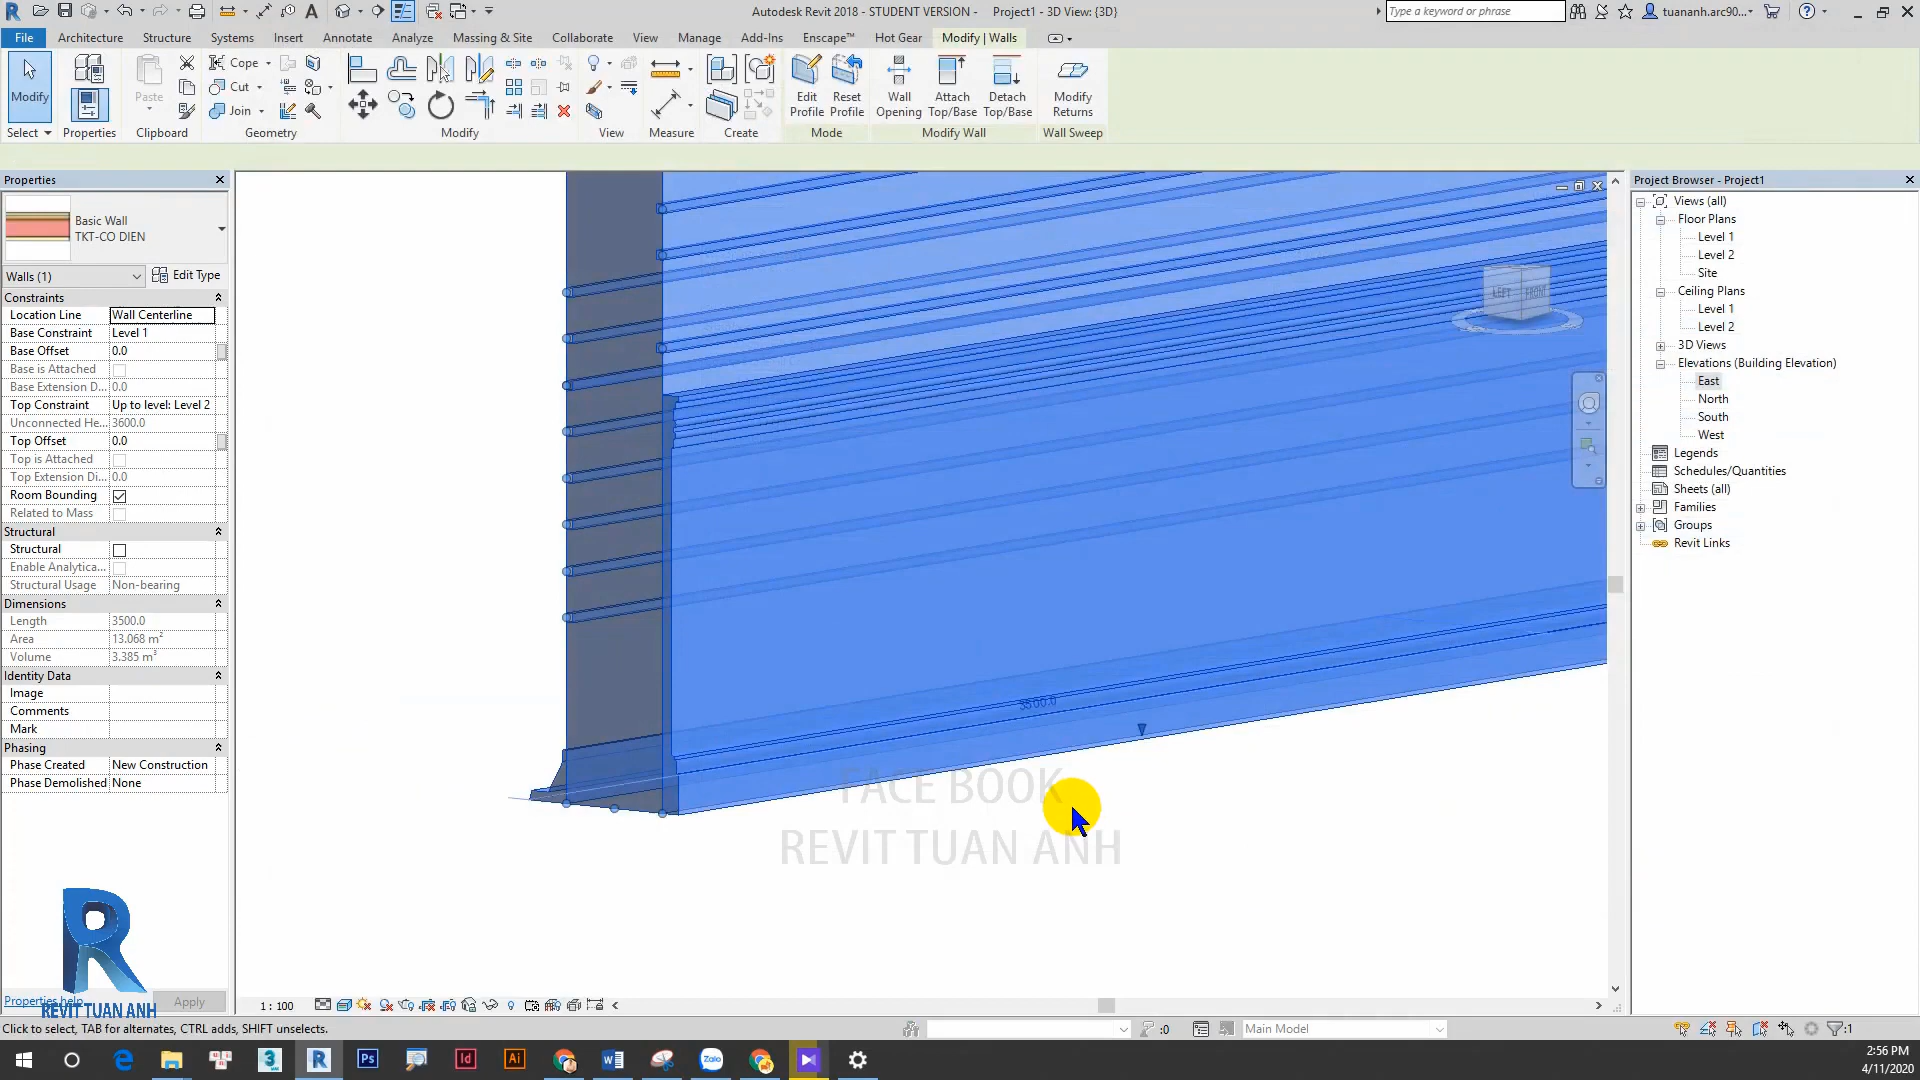 Autodesk Revit 2018 - STUDENT VERSION - Project1 - 3D View: {3D}
Type a keyword or phrase
tuananh.arc90...
File Architecture Structure Systems Insert Annotate Analyze Massing & Site Collaborate View Manage Add-Ins Enscape™ Hot Gear Modify | Walls
Modify
Select
Properties
Paste
Clipboard
Cope
Cut
Join
Geometry
Modify
View
Measure
Create
Edit Profile
Reset Profile
Mode
Wall Opening
Attach Top/Base
Detach Top/Base
Modify Wall
Modify Returns
Wall Sweep
Properties
Basic Wall
TKT-CO DIEN
Walls (1)
Edit Type
Constraints
Location Line Wall Centerline
Base Constraint Level 1
Base Offset 0.0
Base is Attached
Base Extension D... 0.0
Top Constraint Up to level: Level 2
Unconnected He... 3600.0
Top Offset 0.0
Top is Attached
Top Extension Di... 0.0
Room Bounding
Related to Mass
Structural
Structural
Enable Analytica...
Structural Usage Non-bearing
Dimensions
Length 3500.0
Area 13.068 m²
Volume 3.385 m³
Identity Data
Image
Comments
Mark
Phasing
Phase Created New Construction
Phase Demolished None
Properties help
Apply
REVIT TUAN ANH
LEFT FRONT
3500.0
FACE BOOK
REVIT TUAN ANH
Project Browser - Project1
Views (all)
Floor Plans
Level 1
Level 2
Site
Ceiling Plans
Level 1
Level 2
3D Views
Elevations (Building Elevation)
East
North
South
West
Legends
Schedules/Quantities
Sheets (all)
Families
Groups
Revit Links
1 : 100
Click to select, TAB for alternates, CTRL adds, SHIFT unselects.
:0
Main Model
:1
2:56 PM
4/11/2020